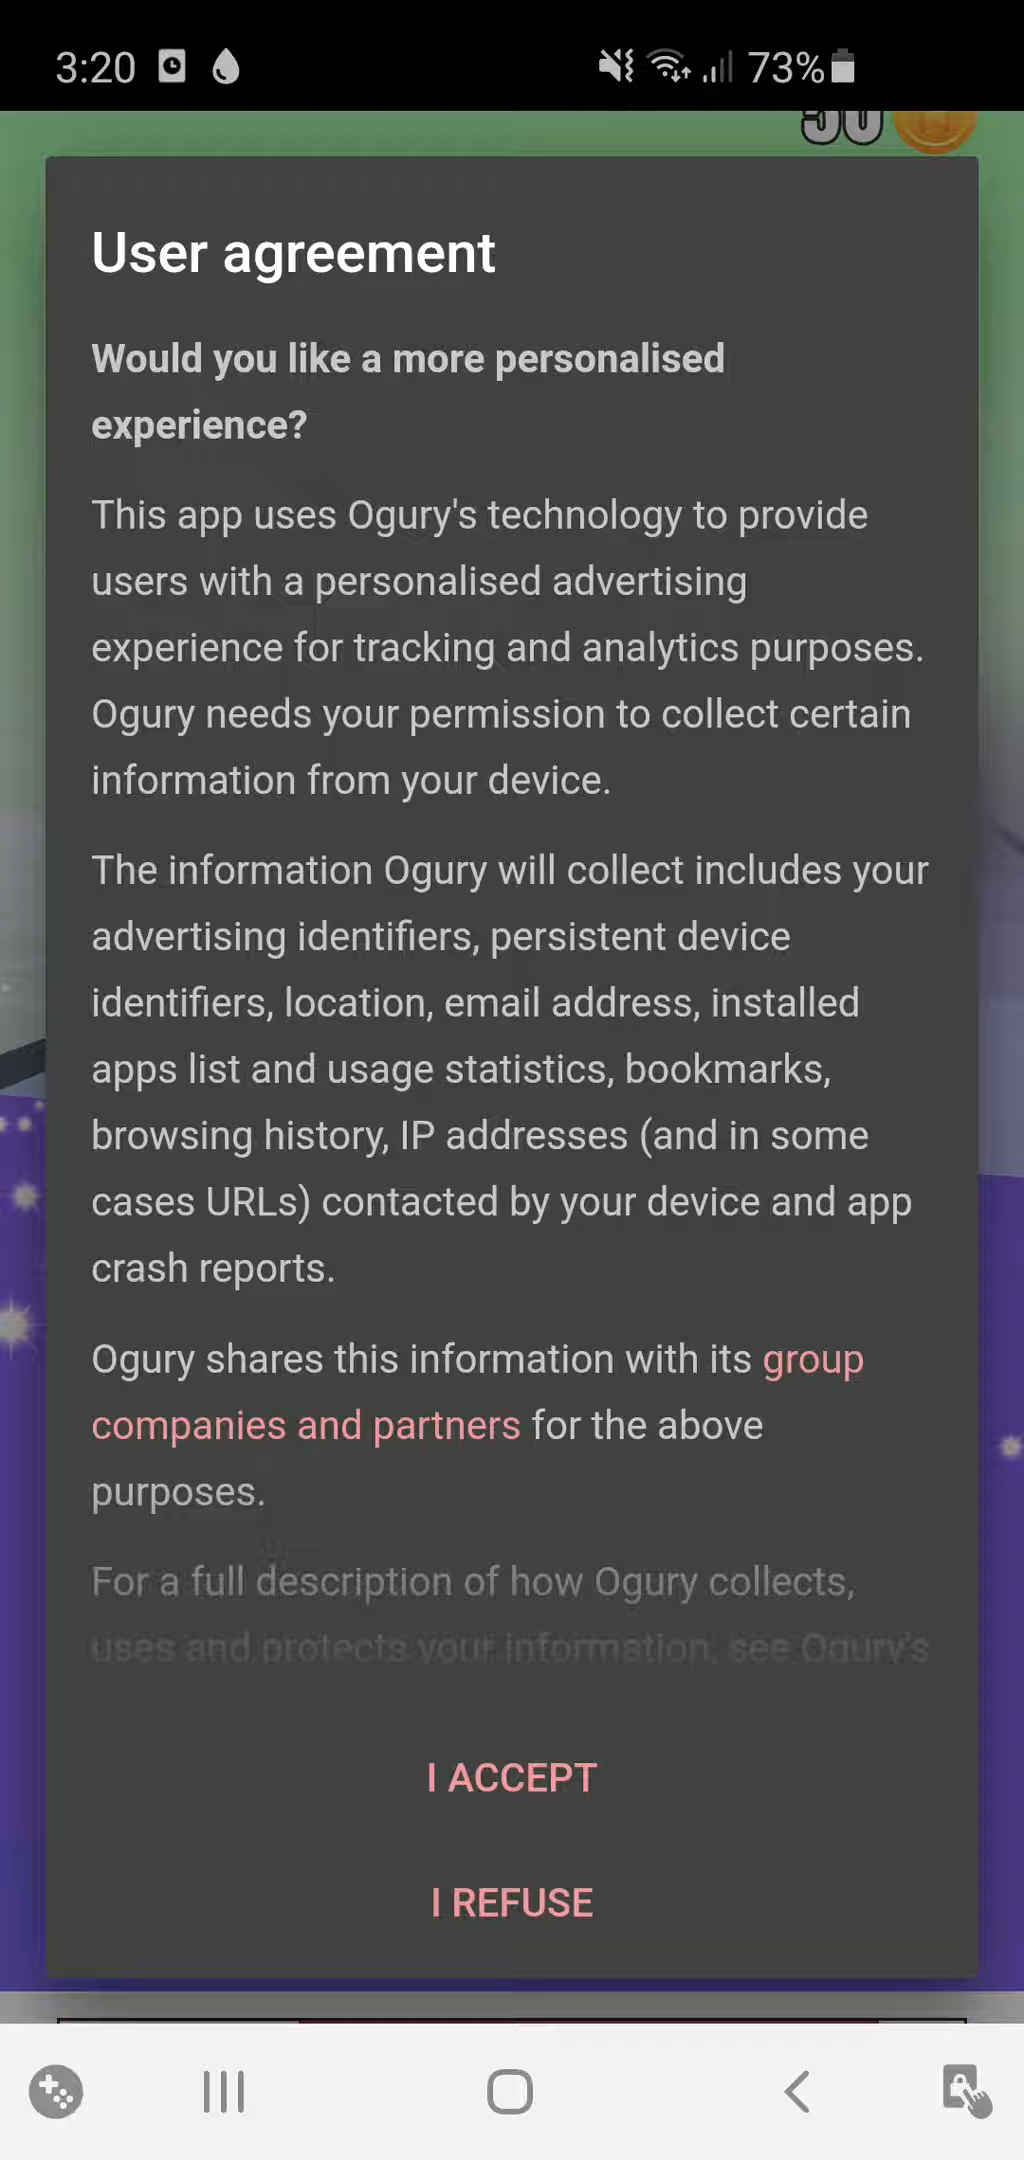 3:20
73%
50
User agreement
Would you like a more personalised
experience?
This app uses Ogury's technology to provide
users with a personalised advertising
experience for tracking and analytics purposes.
Ogury needs your permission to collect certain
information from your device.
The information Ogury will collect includes your
advertising identifiers, persistent device
identifiers, location, email address, installed
apps list and usage statistics, bookmarks,
browsing history, IP addresses (and in some
cases URLs) contacted by your device and app
crash reports.
Ogury shares this information with its group
companies and partners for the above
purposes.
For a full description of how Ogury collects,
uses and protects your information, see Ogury's
I ACCEPT
I REFUSE